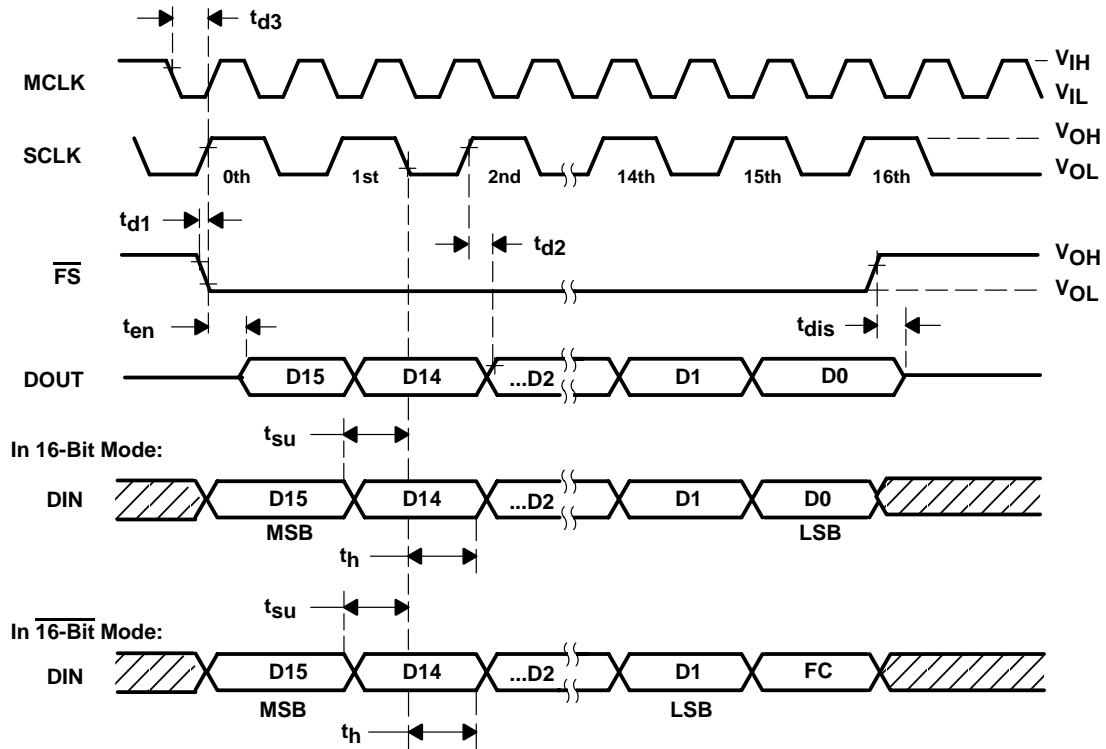 td3
MCLK
VIH
VIL
SCLK
0th 1st 2nd 14th 15th 16th
VOH
VOL
td1
td2
FS
VOH
VOL
ten
tdis
DOUT
D15 D14 ...D2 D1 D0
tsu
In 16-Bit Mode:
DIN
D15 D14 ...D2 D1 D0
MSB LSB
th
tsu
In 16-Bit Mode:
DIN
D15 D14 ...D2 D1 FC
MSB LSB
th